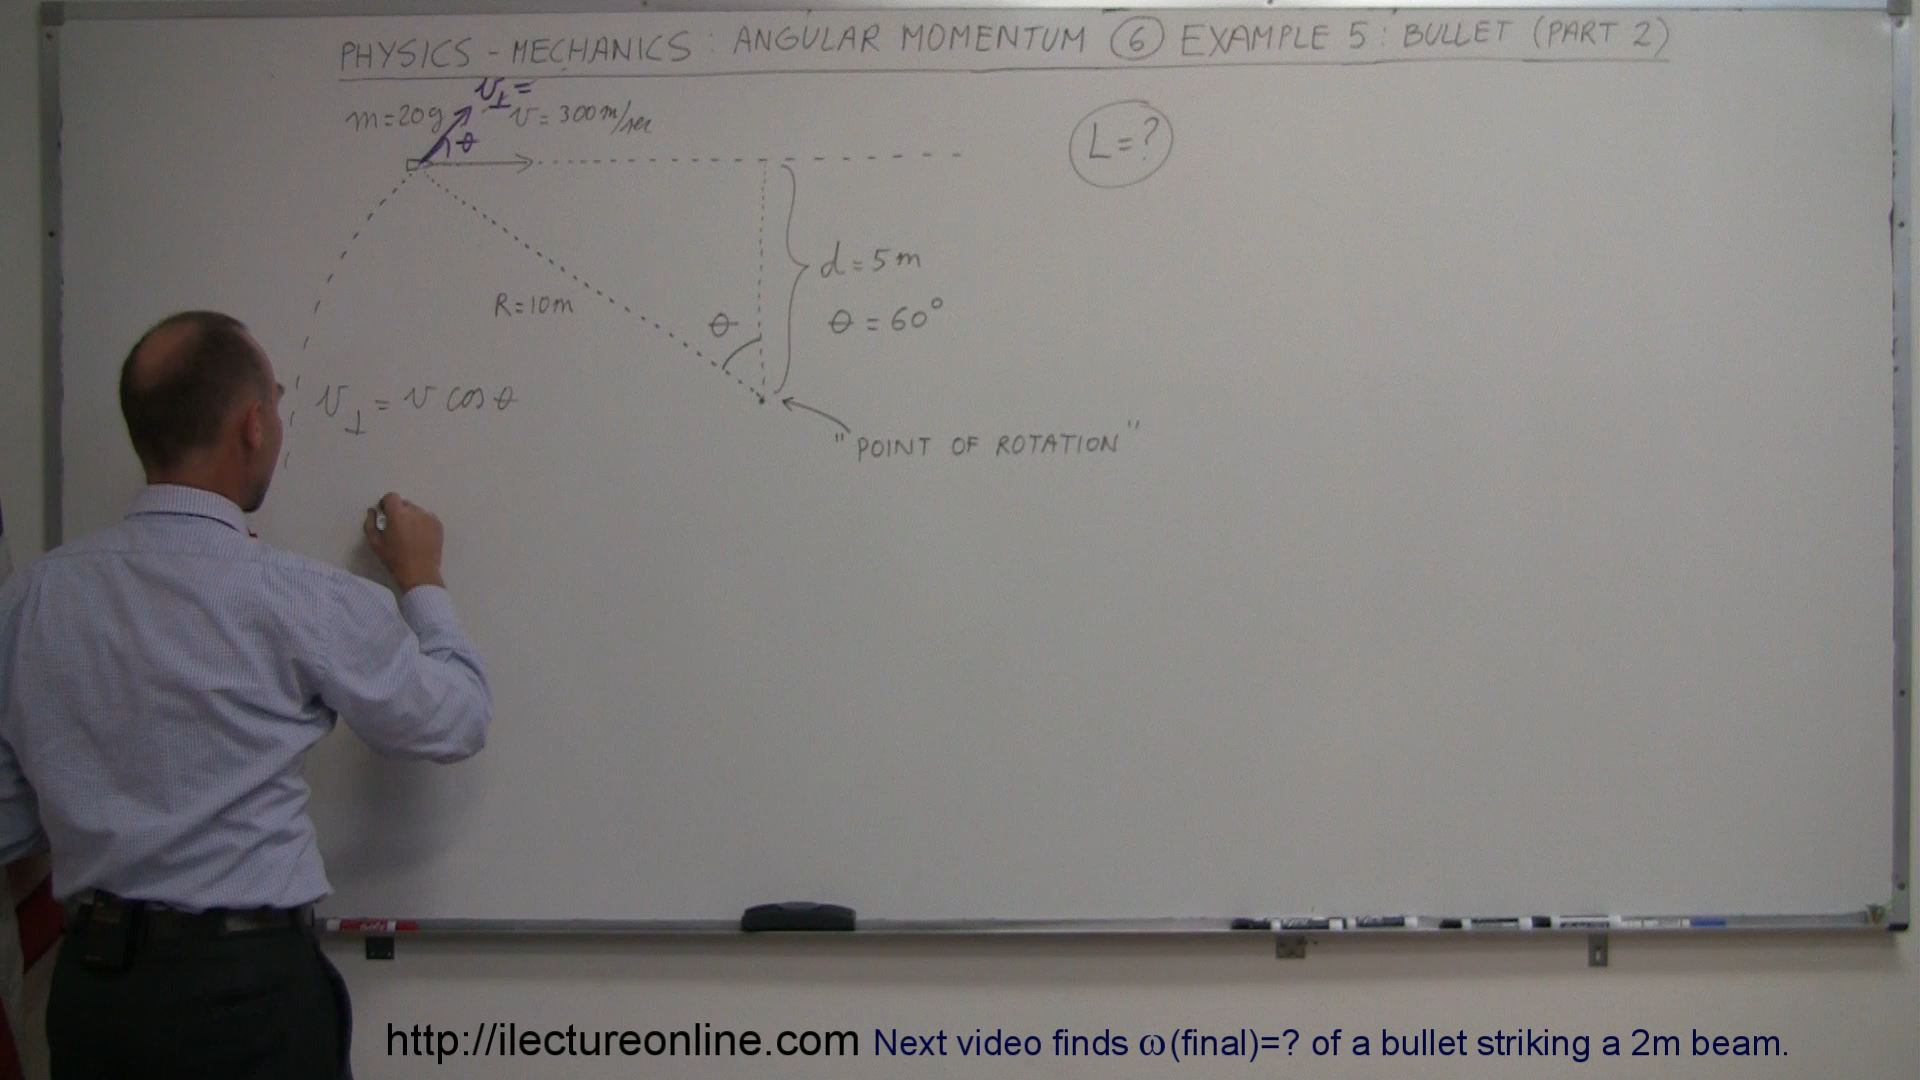 PHYSICS - MECHANICS : ANGULAR MOMENTUM ⑥ EXAMPLE 5 : BULLET (PART 2)
v⊥ =
m = 20g v = 300 m/sec
θ
L = ?
d = 5m
R = 10m
θ θ = 60°
v⊥ = v cos θ
"POINT OF ROTATION"
http://ilectureonline.com Next video finds ω(final)=? of a bullet striking a 2m beam.